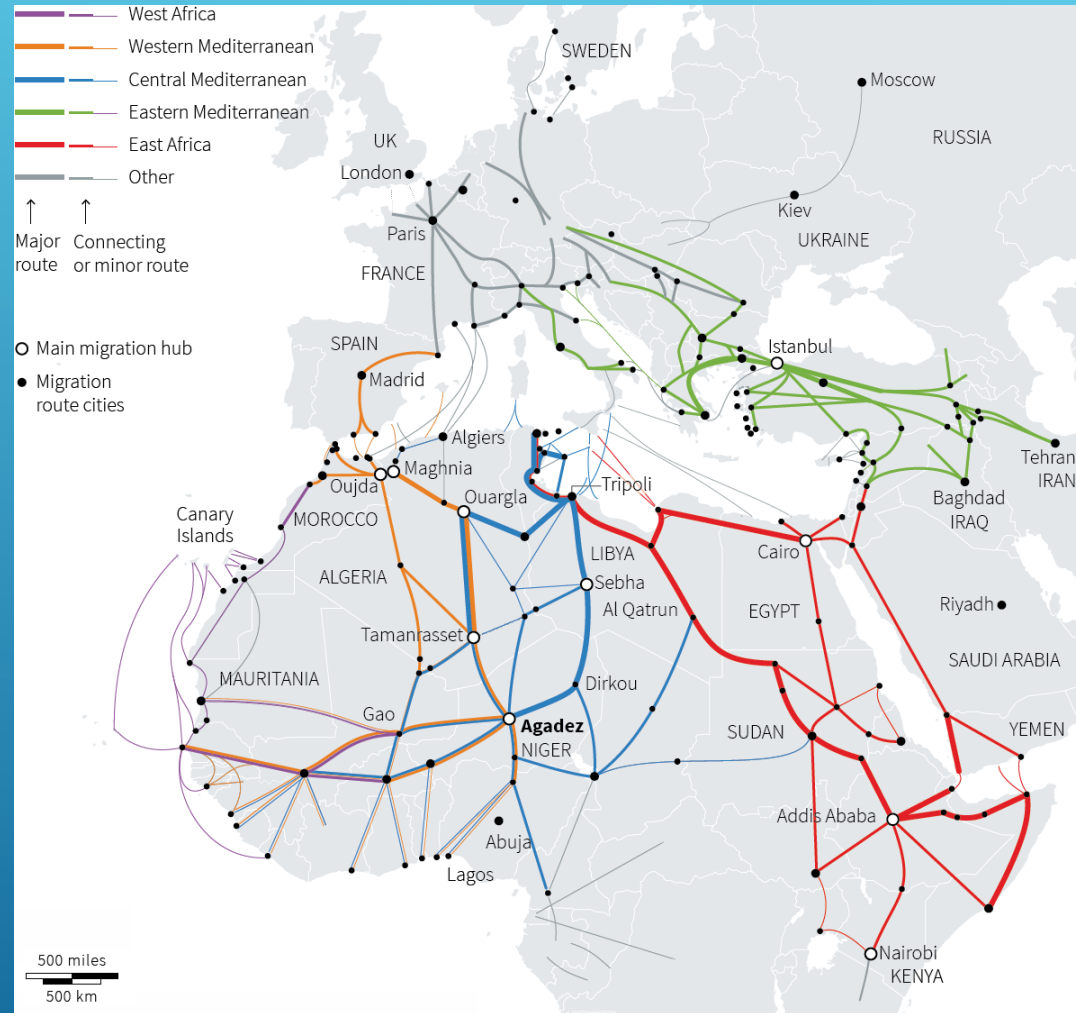 West Africa
Western Mediterranean
Central Mediterranean
Eastern Mediterranean
East Africa
Other
Major
route
Connecting
or minor route
Main migration hub
Migration
route cities
SWEDEN
Moscow
RUSSIA
UK
London
Kiev
UKRAINE
Paris
FRANCE
SPAIN
Madrid
Istanbul
Algiers
Maghnia
Oujda
Ouargla
Tripoli
Tehran
IRAN
Baghdad
IRAQ
MOROCCO
Canary
Islands
LIBYA
Cairo
ALGERIA
Sebha
Al Qatrun
EGYPT
Riyadh
Tamanrasset
SAUDI ARABIA
MAURITANIA
Dirkou
Gao
Agadez
NIGER
SUDAN
YEMEN
Addis Ababa
Abuja
Lagos
Nairobi
KENYA
500 miles
500 km